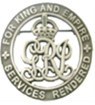 FOR KING AND EMPIRE
SERVICES RENDERED